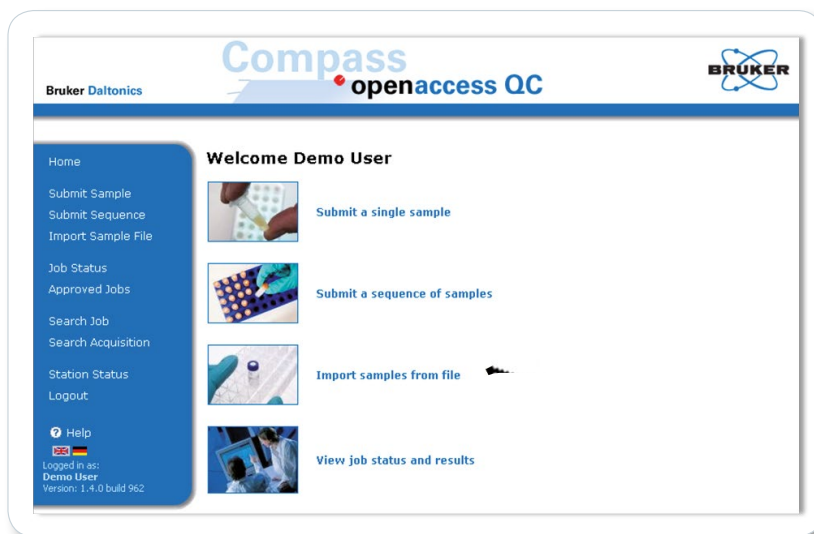 Compass
openaccess QC
Bruker Daltonics
BRUKER
Home
Submit Sample
Submit Sequence
Import Sample File
Job Status
Approved Jobs
Search Job
Search Acquisition
Station Status
Logout
? Help
Logged in as:
Demo User
Version: 1.4.0 build 962
Welcome Demo User
Submit a single sample
Submit a sequence of samples
Import samples from file
View job status and results